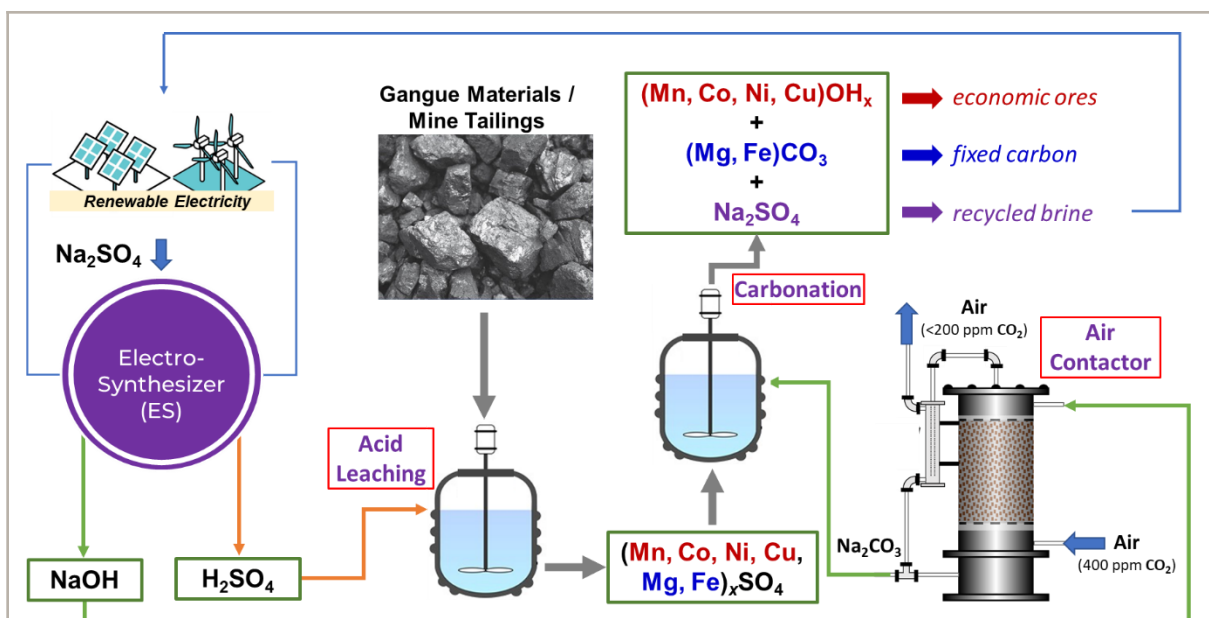 Gangue Materials /
Mine Tailings
(Mn, Co, Ni, Cu)OHₓ
+
(Mg, Fe)CO₃
+
Na₂SO₄
economic ores
fixed carbon
recycled brine
Renewable Electricity
Na₂SO₄
Electro-
Synthesizer
(ES)
Acid
Leaching
Carbonation
Air
(<200 ppm CO₂)
Air
Contactor
Na₂CO₃
Air
(400 ppm CO₂)
NaOH
H₂SO₄
(Mn, Co, Ni, Cu,
Mg, Fe)ₓSO₄